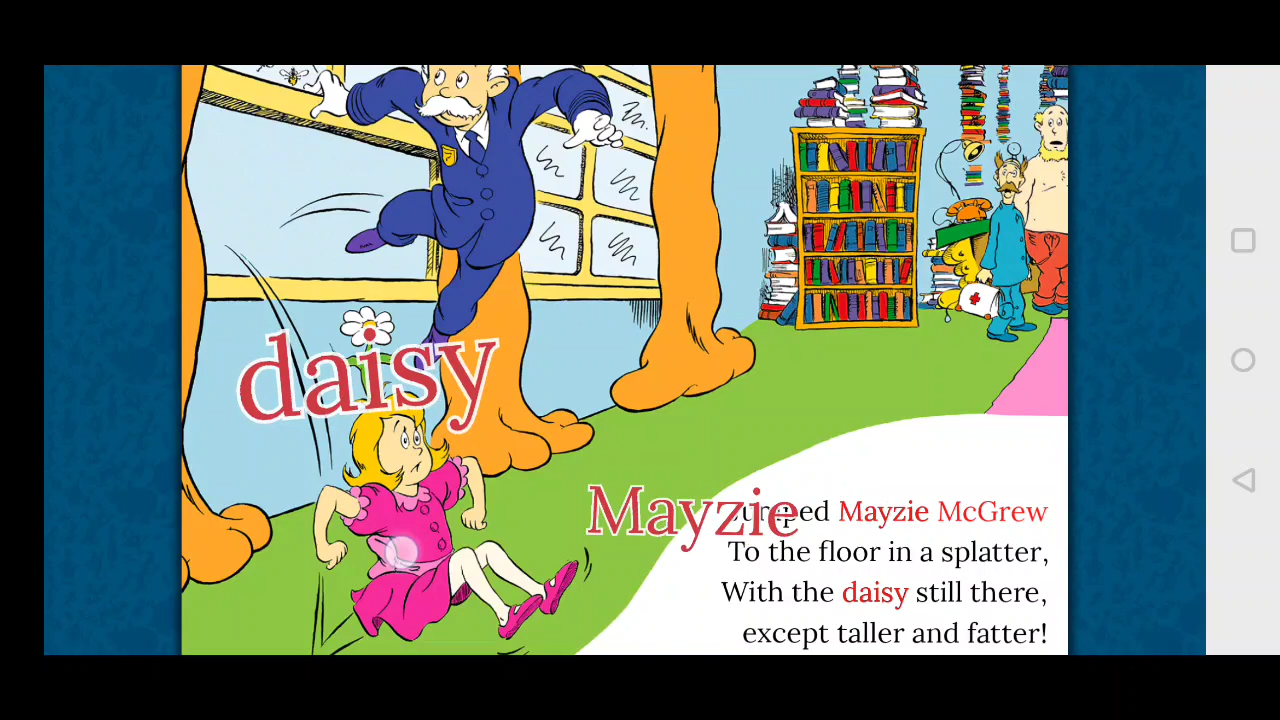 daisy
Mayzie
Mayzie McGrew
To the floor in a splatter,
With the daisy still there,
except taller and fatter!